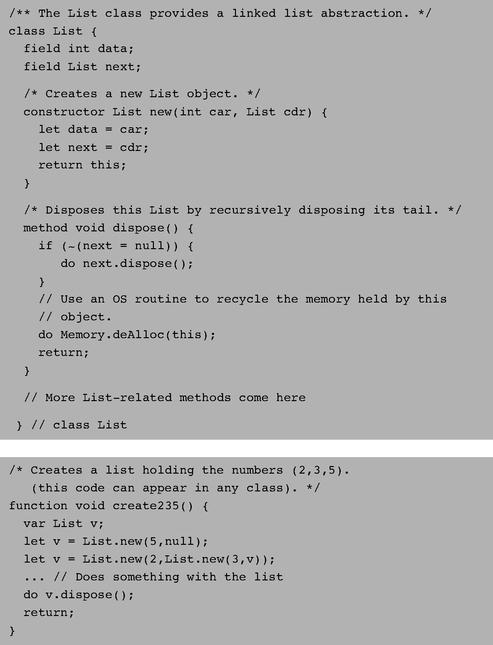 /** The List class provides a linked list abstraction. */
class List {
field int data;
field List next;
/* Creates a new List object. */
constructor List new(int car, List cdr) {
let data = car;
let next = cdr;
return this;
}
/* Disposes this List by recursively disposing its tail. */
method void dispose() {
if (~(next = null)) {
do next.dispose();
}
// Use an OS routine to recycle the memory held by this
// object.
do Memory.deAlloc(this);
return;
}
// More List-related methods come here
} // class List
/* Creates a list holding the numbers (2,3,5).
(this code can appear in any class). */
function void create235() {
var List v;
let v = List.new(5,null);
let v = List.new(2,List.new(3,v));
... // Does something with the list
do v.dispose();
return;
}